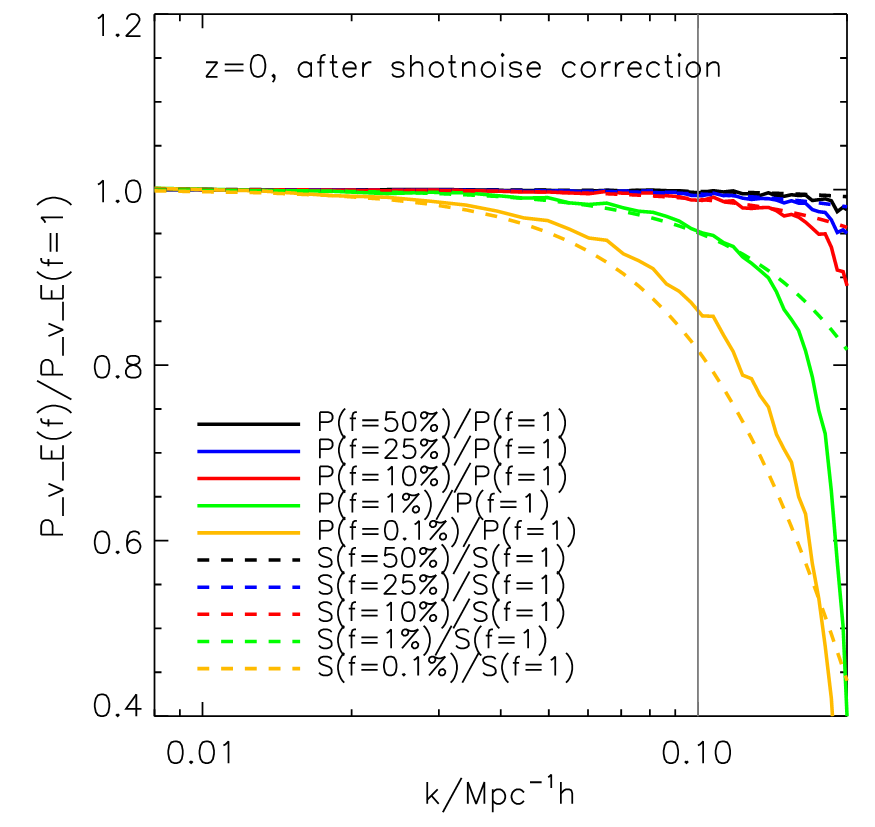 1.2
z=0, after shotnoise correction
1.0
P_v_E(f)/P_v_E(f=1)
0.8
P(f=50%)/P(f=1)
P(f=25%)/P(f=1)
P(f=10%)/P(f=1)
P(f=1%)/P(f=1)
P(f=0.1%)/P(f=1)
0.6
S(f=50%)/S(f=1)
S(f=25%)/S(f=1)
S(f=10%)/S(f=1)
S(f=1%)/S(f=1)
S(f=0.1%)/S(f=1)
0.4
0.01 0.10
k/Mpc⁻¹h